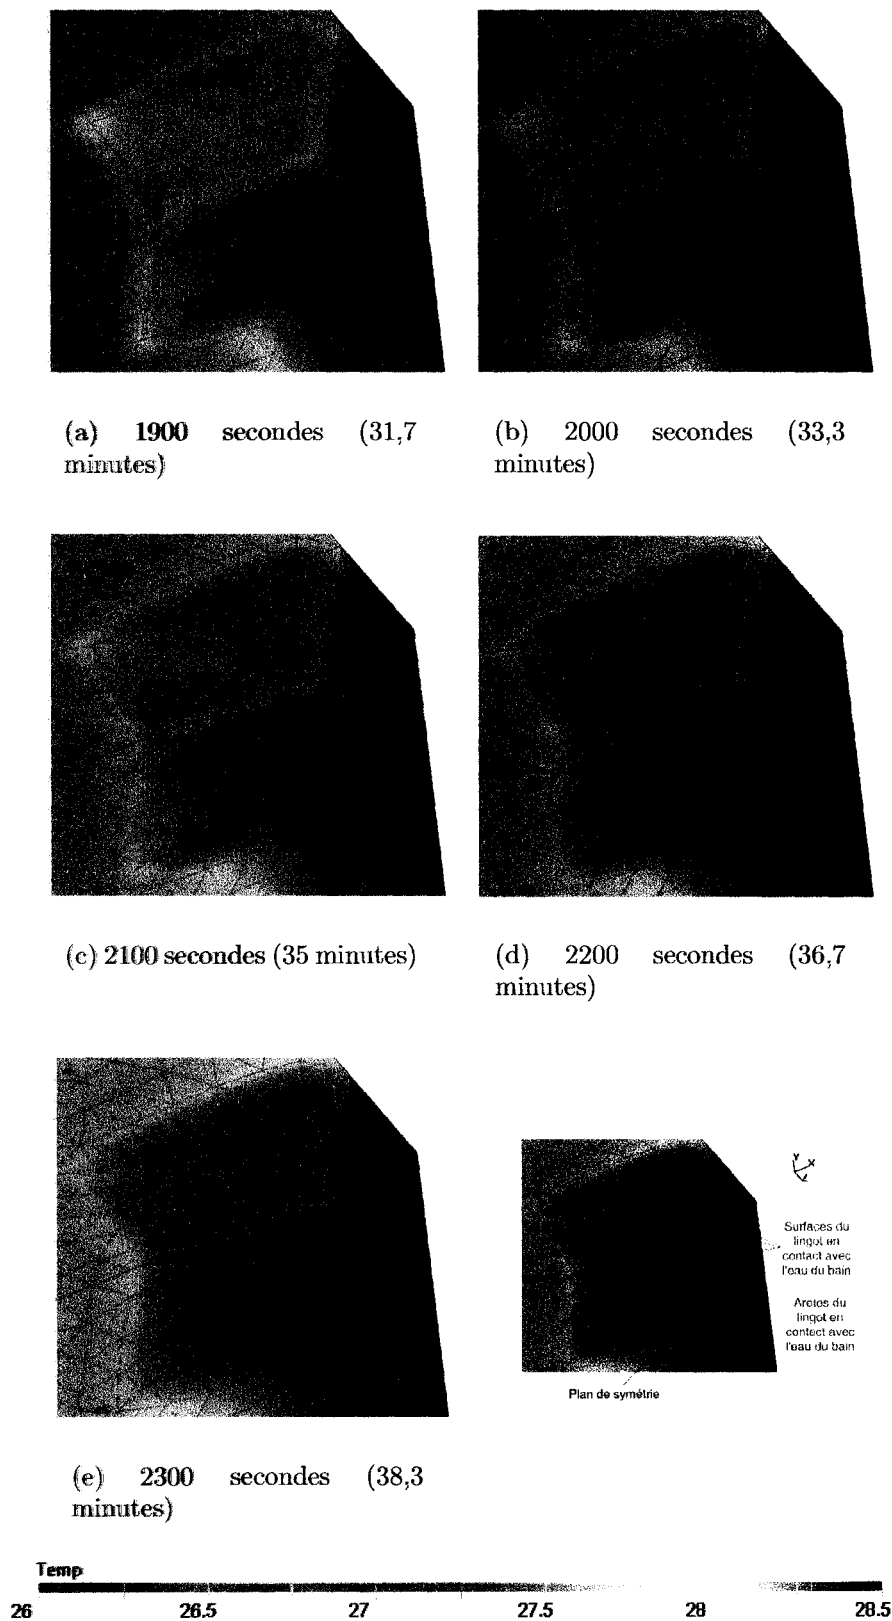 (a) 1900 secondes (31,7
minutes)
(b) 2000 secondes (33,3
minutes)
(c) 2100 secondes (35 minutes)
(d) 2200 secondes (36,7
minutes)
(e) 2300 secondes (38,3
minutes)
Y
X
Z
Surfaces du
lingot en
contact avec
l'eau du bain
Aretes du
lingot en
contact avec
l'eau du bain
Plan de symétrie
Temp
26 26.5 27 27.5 28 28.5